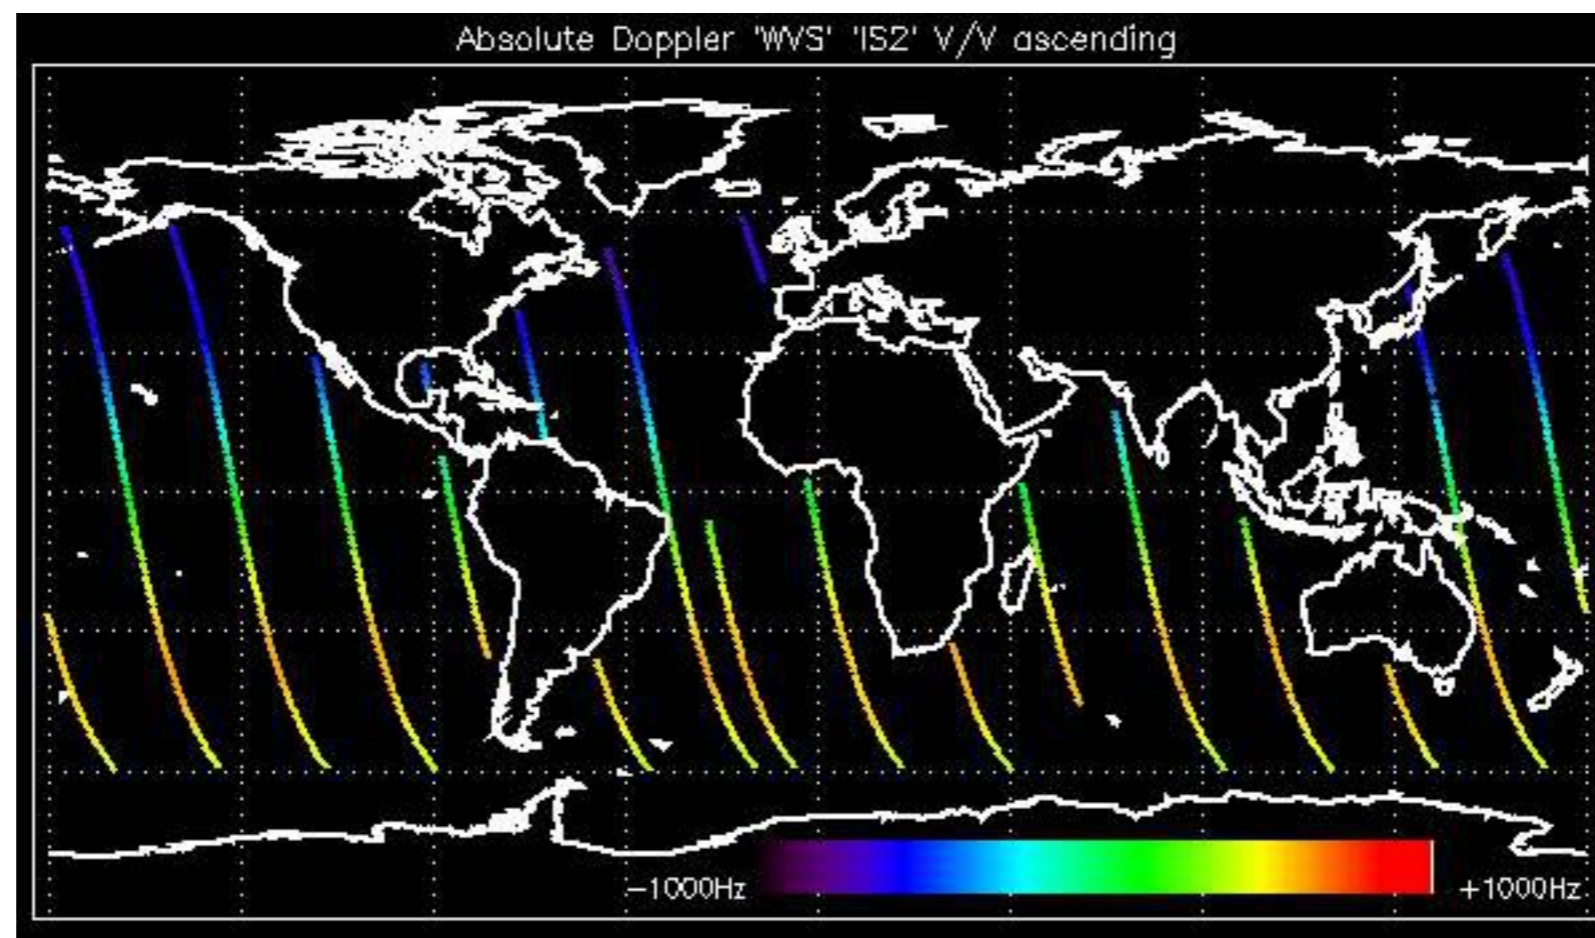 Absolute Doppler 'WVS' 'IS2' V/V ascending
−1000Hz +1000Hz